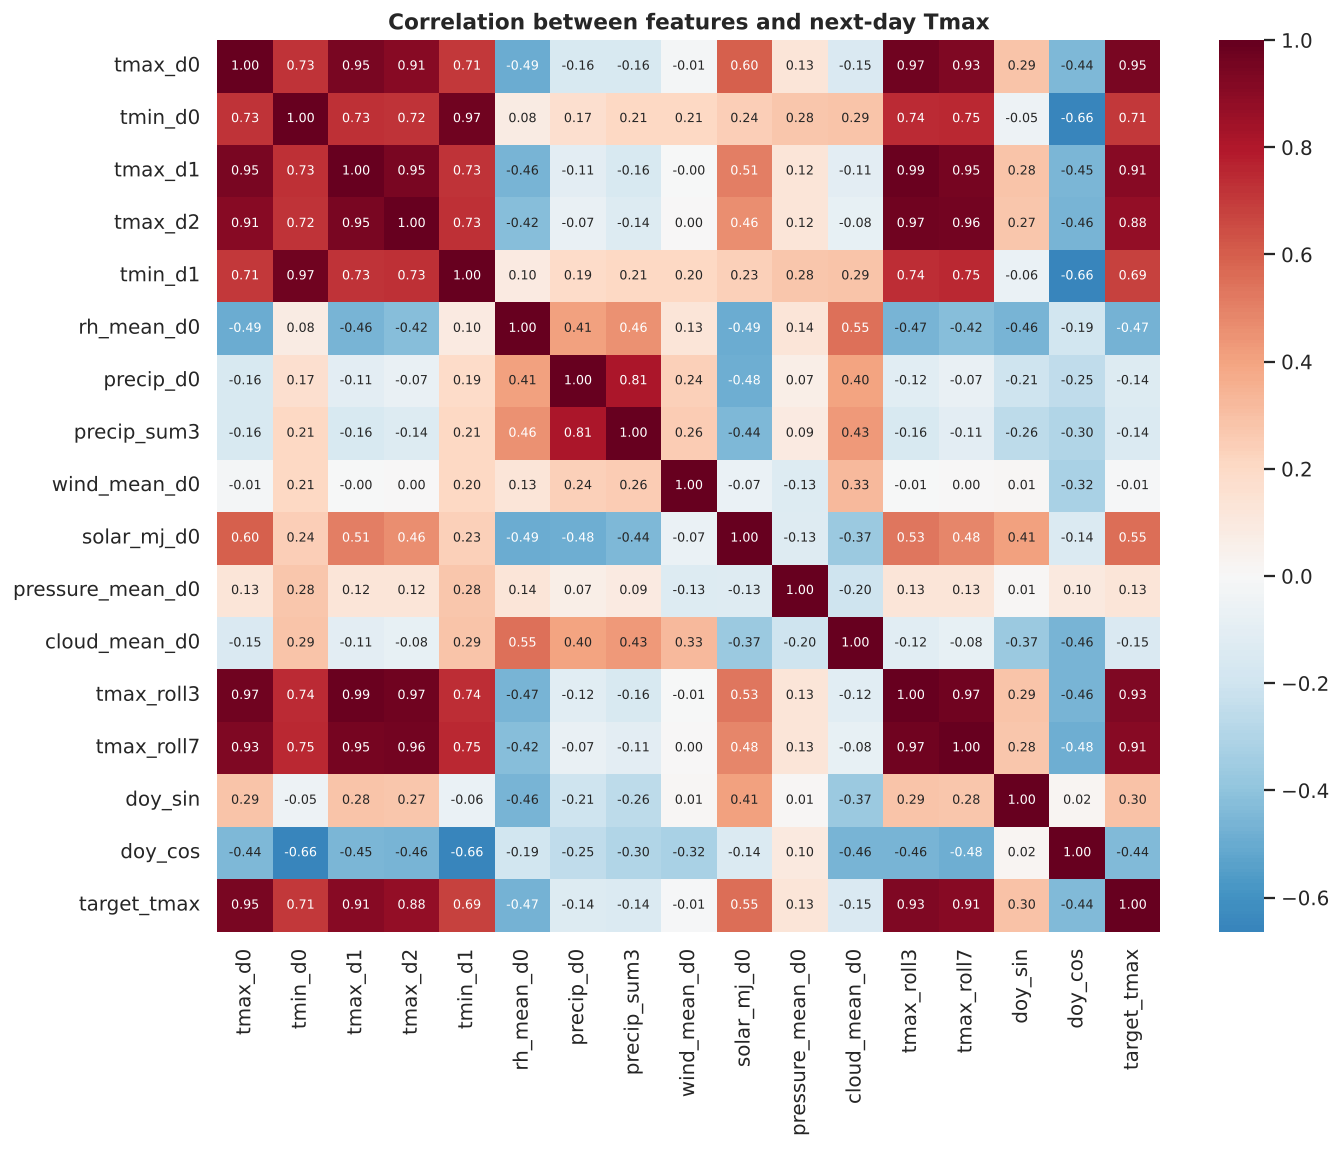 Correlation between features and next-day Tmax
tmax_d0 1.00 0.73 0.95 0.91 0.71 -0.49 -0.16 -0.16 -0.01 0.60 0.13 -0.15 0.97 0.93 0.29 -0.44 0.95
tmin_d0 0.73 1.00 0.73 0.72 0.97 0.08 0.17 0.21 0.21 0.24 0.28 0.29 0.74 0.75 -0.05 -0.66 0.71
tmax_d1 0.95 0.73 1.00 0.95 0.73 -0.46 -0.11 -0.16 -0.00 0.51 0.12 -0.11 0.99 0.95 0.28 -0.45 0.91
tmax_d2 0.91 0.72 0.95 1.00 0.73 -0.42 -0.07 -0.14 0.00 0.46 0.12 -0.08 0.97 0.96 0.27 -0.46 0.88
tmin_d1 0.71 0.97 0.73 0.73 1.00 0.10 0.19 0.21 0.20 0.23 0.28 0.29 0.74 0.75 -0.06 -0.66 0.69
rh_mean_d0 -0.49 0.08 -0.46 -0.42 0.10 1.00 0.41 0.46 0.13 -0.49 0.14 0.55 -0.47 -0.42 -0.46 -0.19 -0.47
precip_d0 -0.16 0.17 -0.11 -0.07 0.19 0.41 1.00 0.81 0.24 -0.48 0.07 0.40 -0.12 -0.07 -0.21 -0.25 -0.14
precip_sum3 -0.16 0.21 -0.16 -0.14 0.21 0.46 0.81 1.00 0.26 -0.44 0.09 0.43 -0.16 -0.11 -0.26 -0.30 -0.14
wind_mean_d0 -0.01 0.21 -0.00 0.00 0.20 0.13 0.24 0.26 1.00 -0.07 -0.13 0.33 -0.01 0.00 0.01 -0.32 -0.01
solar_mj_d0 0.60 0.24 0.51 0.46 0.23 -0.49 -0.48 -0.44 -0.07 1.00 -0.13 -0.37 0.53 0.48 0.41 -0.14 0.55
pressure_mean_d0 0.13 0.28 0.12 0.12 0.28 0.14 0.07 0.09 -0.13 -0.13 1.00 -0.20 0.13 0.13 0.01 0.10 0.13
cloud_mean_d0 -0.15 0.29 -0.11 -0.08 0.29 0.55 0.40 0.43 0.33 -0.37 -0.20 1.00 -0.12 -0.08 -0.37 -0.46 -0.15
tmax_roll3 0.97 0.74 0.99 0.97 0.74 -0.47 -0.12 -0.16 -0.01 0.53 0.13 -0.12 1.00 0.97 0.29 -0.46 0.93
tmax_roll7 0.93 0.75 0.95 0.96 0.75 -0.42 -0.07 -0.11 0.00 0.48 0.13 -0.08 0.97 1.00 0.28 -0.48 0.91
doy_sin 0.29 -0.05 0.28 0.27 -0.06 -0.46 -0.21 -0.26 0.01 0.41 0.01 -0.37 0.29 0.28 1.00 0.02 0.30
doy_cos -0.44 -0.66 -0.45 -0.46 -0.66 -0.19 -0.25 -0.30 -0.32 -0.14 0.10 -0.46 -0.46 -0.48 0.02 1.00 -0.44
target_tmax 0.95 0.71 0.91 0.88 0.69 -0.47 -0.14 -0.14 -0.01 0.55 0.13 -0.15 0.93 0.91 0.30 -0.44 1.00
tmax_d0
tmin_d0
tmax_d1
tmax_d2
tmin_d1
rh_mean_d0
precip_d0
precip_sum3
wind_mean_d0
solar_mj_d0
pressure_mean_d0
cloud_mean_d0
tmax_roll3
tmax_roll7
doy_sin
doy_cos
target_tmax
1.0
0.8
0.6
0.4
0.2
0.0
−0.2
−0.4
−0.6